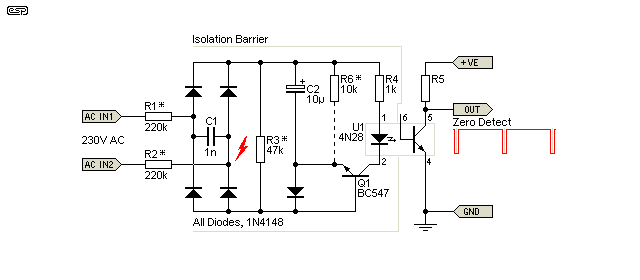 esp
Isolation Barrier
+VE
C2
10µ
R6*
10k
R4
1k
R5
R1*
AC IN1
220k
C1
1n
U1
4N28
1
6
5
OUT
Zero Detect
230V AC
R3*
47k
R2*
AC IN2
220k
2
4
Q1
BC547
GND
All Diodes, 1N4148